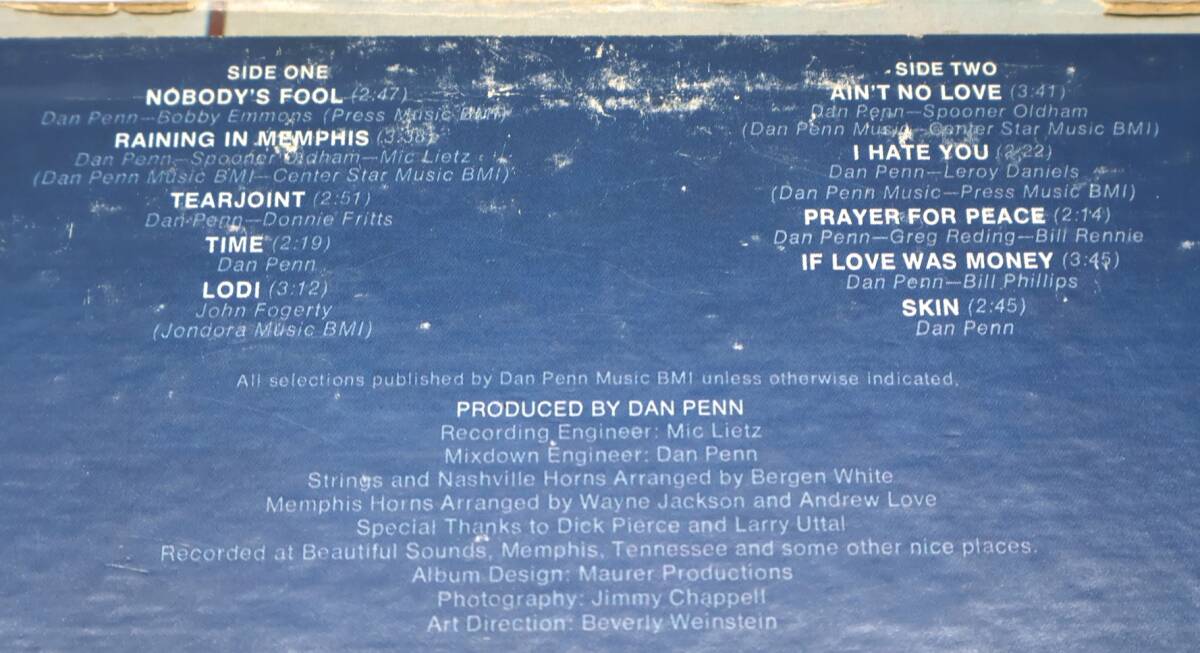 SIDE ONE
NOBODY'S FOOL (2:47)
Dan Penn—Bobby Emmons (Press Music BMI)
RAINING IN MEMPHIS (3:38)
Dan Penn—Spooner Oldham—Mic Lietz
(Dan Penn Music BMI—Center Star Music BMI)
TEARJOINT (2:51)
Dan Penn—Donnie Fritts
TIME (2:19)
Dan Penn
LODI (3:12)
John Fogerty
(Jondora Music BMI)
SIDE TWO
AIN'T NO LOVE (3:41)
Dan Penn—Spooner Oldham
(Dan Penn Music—Center Star Music BMI)
I HATE YOU (2:22)
Dan Penn—Leroy Daniels
(Dan Penn Music—Press Music BMI)
PRAYER FOR PEACE (2:14)
Dan Penn—Greg Reding—Bill Rennie
IF LOVE WAS MONEY (3:45)
Dan Penn—Bill Phillips
SKIN (2:45)
Dan Penn
All selections published by Dan Penn Music BMI unless otherwise indicated.
PRODUCED BY DAN PENN
Recording Engineer: Mic Lietz
Mixdown Engineer: Dan Penn
Strings and Nashville Horns Arranged by Bergen White
Memphis Horns Arranged by Wayne Jackson and Andrew Love
Special Thanks to Dick Pierce and Larry Uttal
Recorded at Beautiful Sounds, Memphis, Tennessee and some other nice places.
Album Design: Maurer Productions
Photography: Jimmy Chappell
Art Direction: Beverly Weinstein